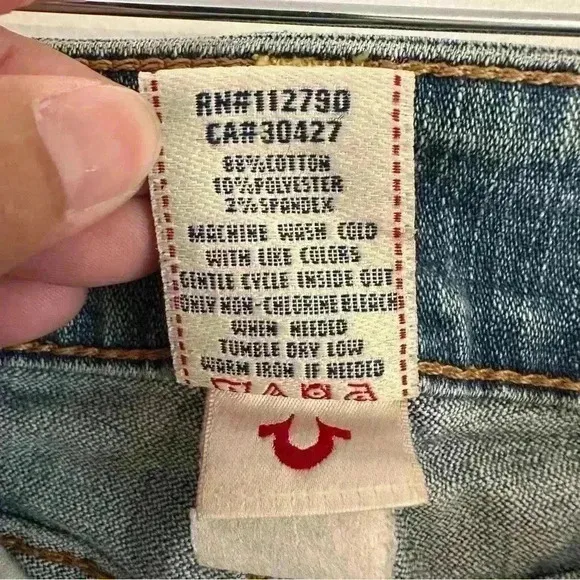 RN#112790
CA#30427
88%COTTON
10%POLYESTER
2%SPANDEX
MACHINE WASH COLD
WITH LIKE COLORS
GENTLE CYCLE INSIDE OUT
ONLY NON-CHLORINE BLEACH
WHEN NEEDED
TUMBLE DRY LOW
WARM IRON IF NEEDED